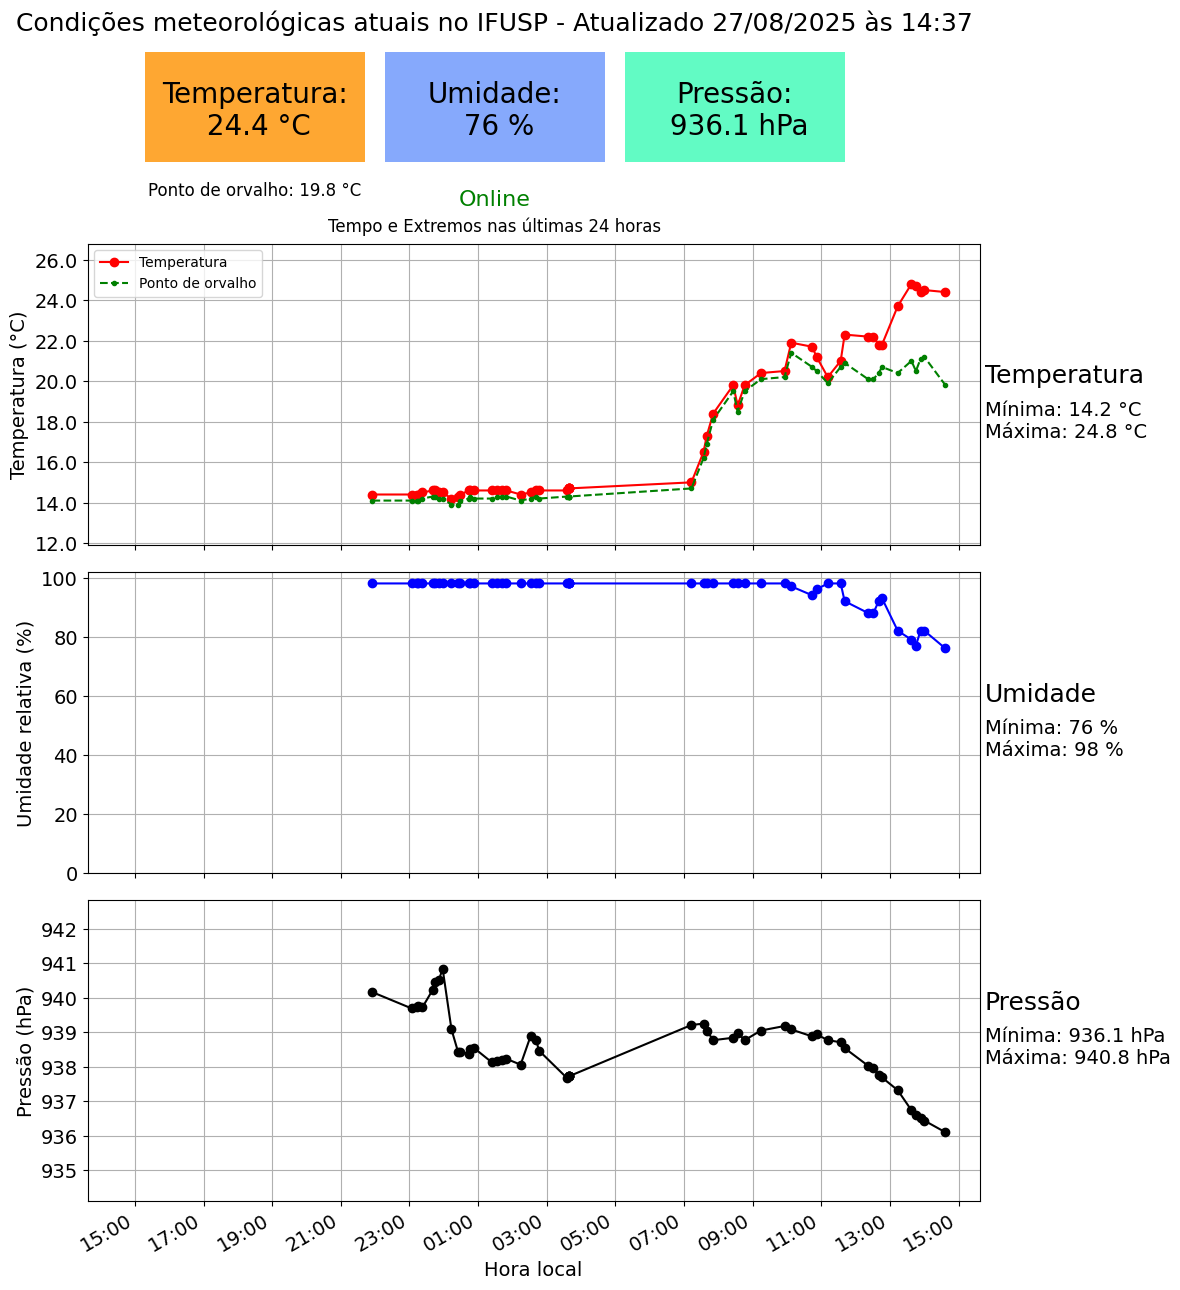 Condições meteorológicas atuais no IFUSP - Atualizado 27/08/2025 às 14:37
Temperatura:
24.4 °C
Umidade:
76 %
Pressão:
936.1 hPa
Ponto de orvalho: 19.8 °C
Online
Tempo e Extremos nas últimas 24 horas
Temperatura (°C)
26.0
24.0
22.0
20.0
18.0
16.0
14.0
12.0
Temperatura
Ponto de orvalho
Temperatura
Mínima: 14.2 °C
Máxima: 24.8 °C
Umidade relativa (%)
100
80
60
40
20
0
Umidade
Mínima: 76 %
Máxima: 98 %
Pressão (hPa)
942
941
940
939
938
937
936
935
Pressão
Mínima: 936.1 hPa
Máxima: 940.8 hPa
15:00 17:00 19:00 21:00 23:00 01:00 03:00 05:00 07:00 09:00 11:00 13:00 15:00
Hora local